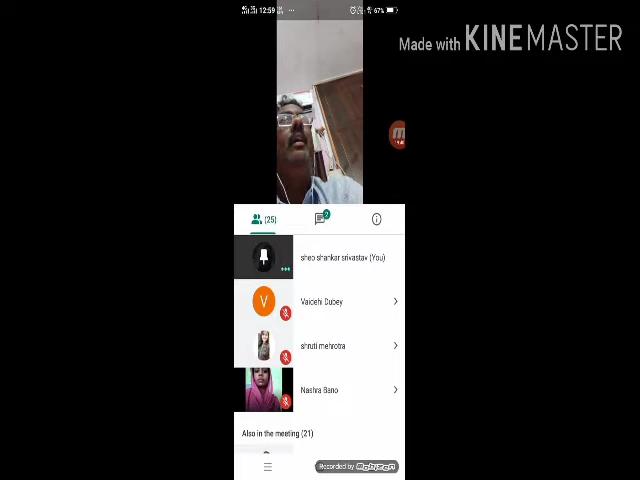 12:59
67%
Made with KINEMASTER
(25)
2
sheo shankar srivastav (You)
V
Vaidehi Dubey
shruti mehrotra
Nashra Bano
Also in the meeting (21)
Recorded by Mobizen